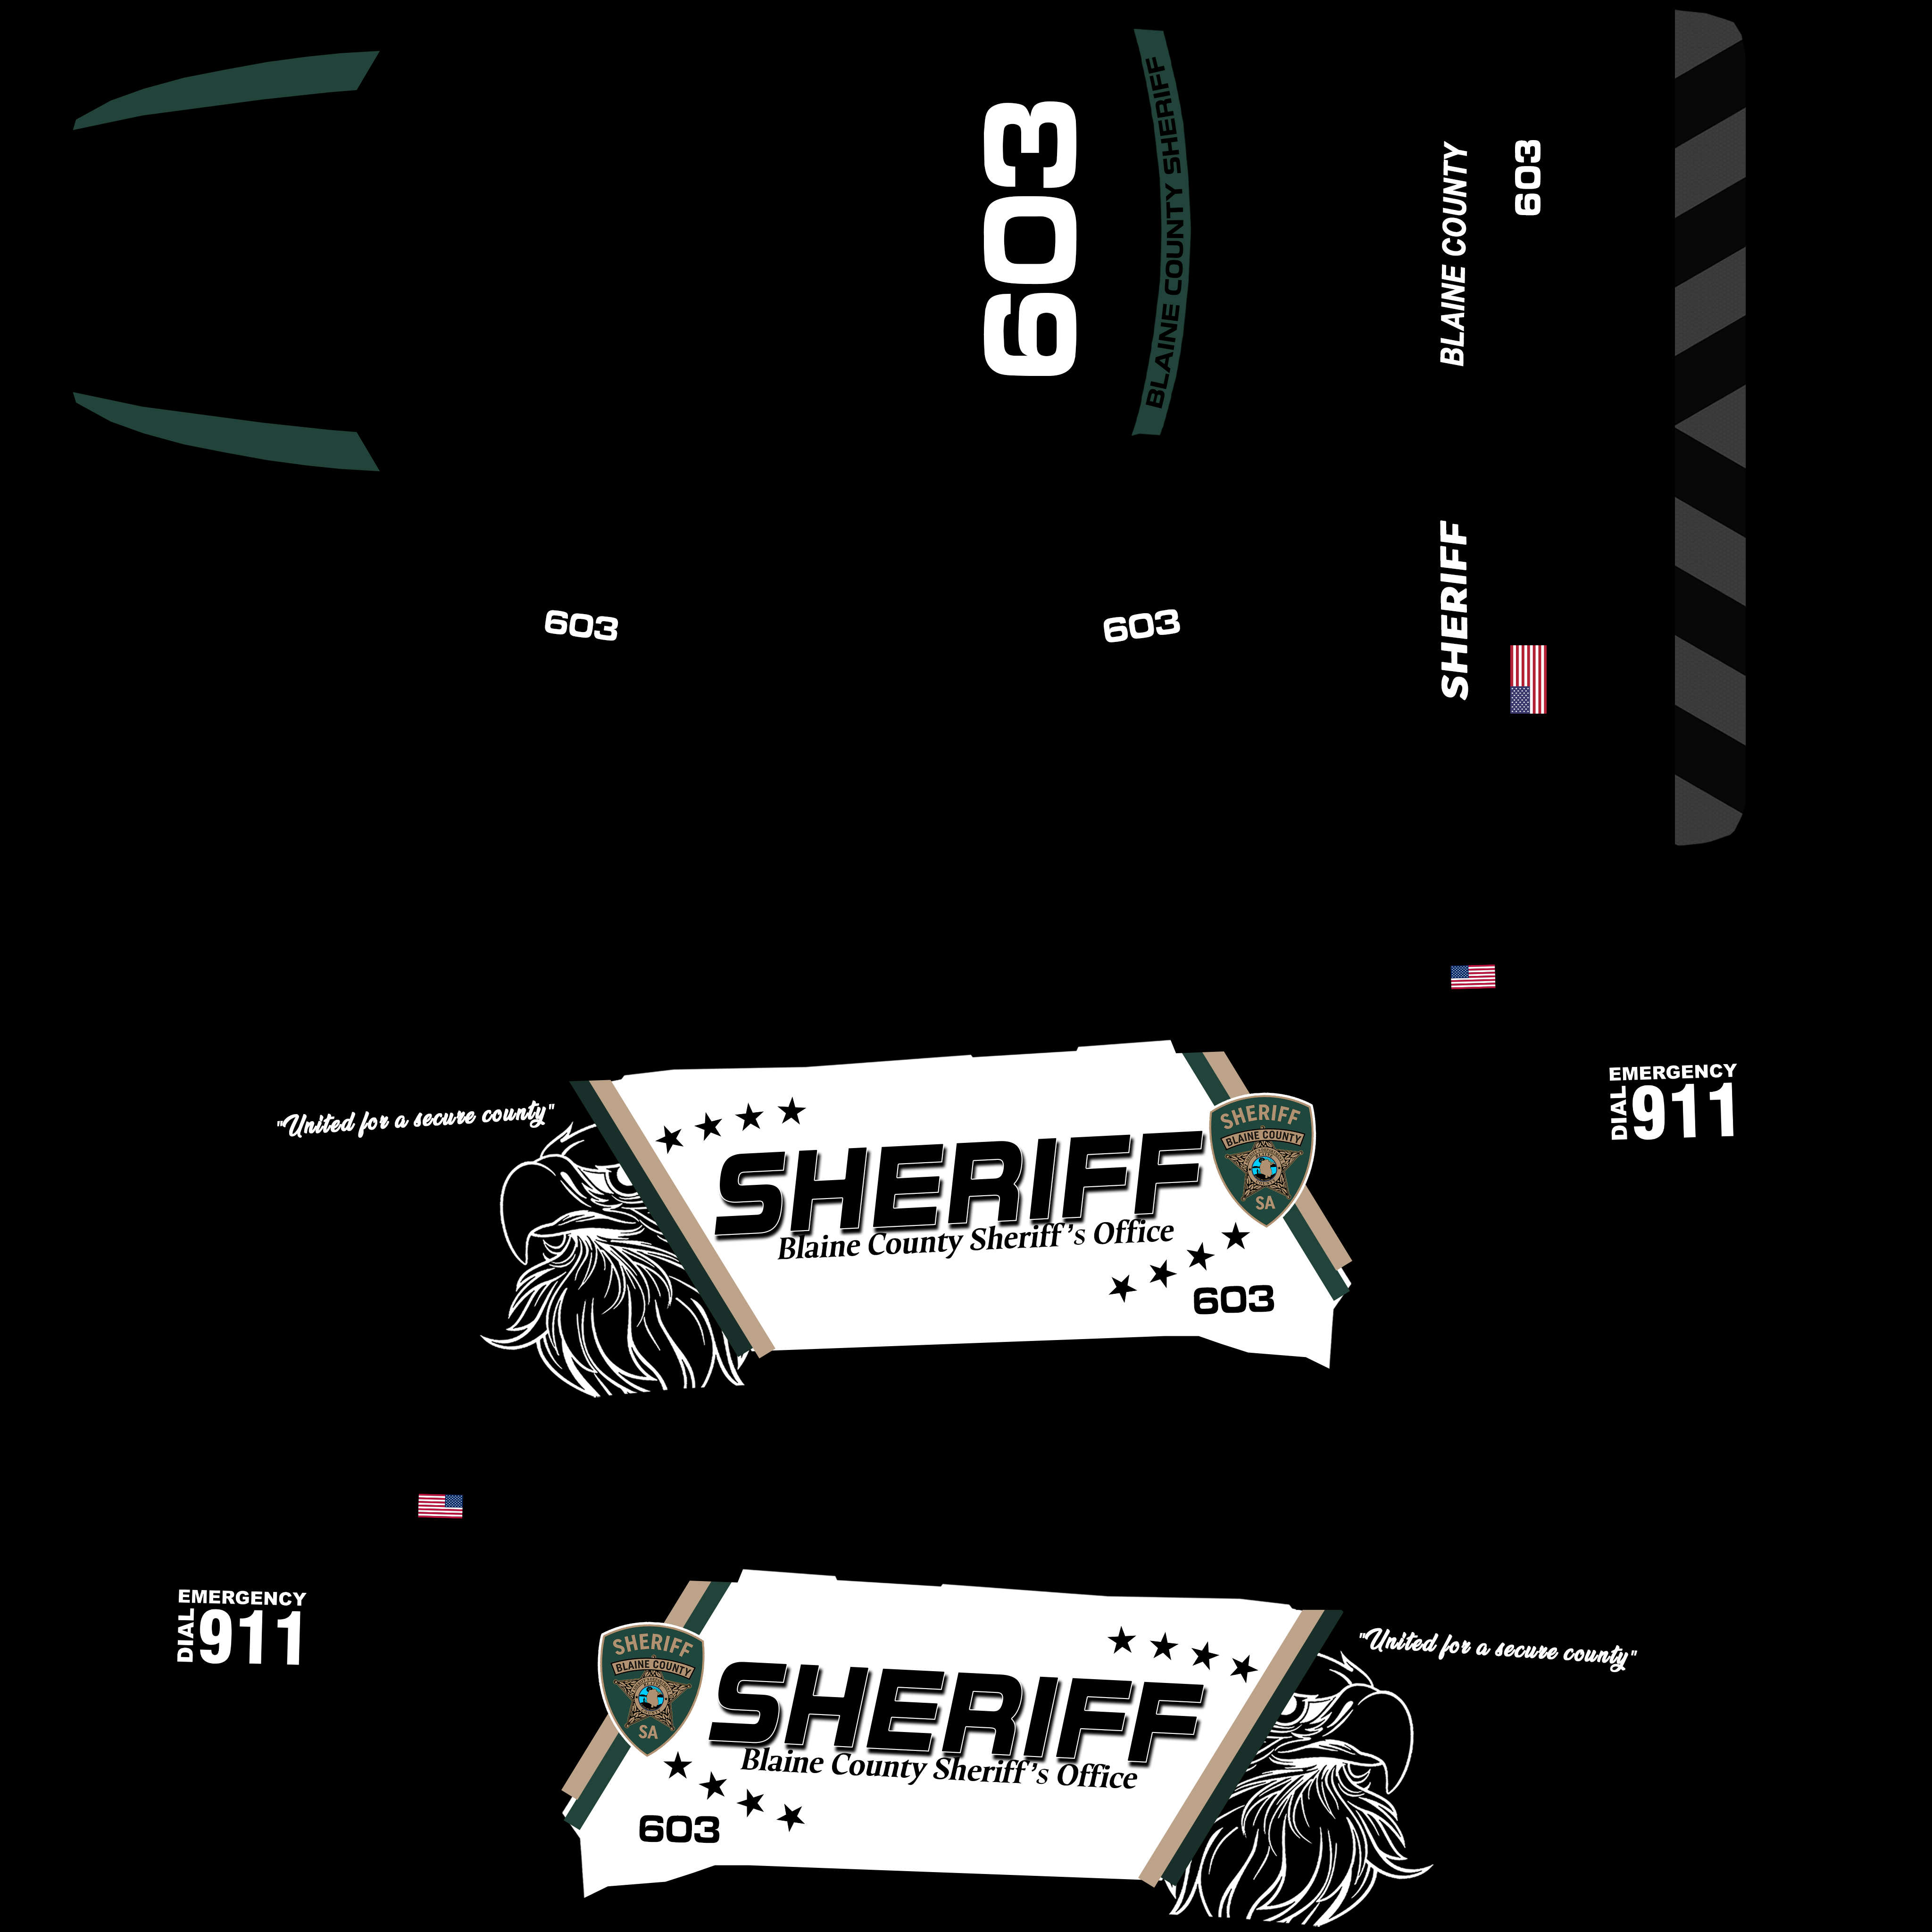 603
BLAINE COUNTY SHERIFF
BLAINE COUNTY
603
SHERIFF
603
603
"United for a secure county"
SHERIFF
Blaine County Sheriff's Office
603
SHERIFF
BLAINE COUNTY
SA
EMERGENCY
DIAL
911
EMERGENCY
DIAL
911
SHERIFF
BLAINE COUNTY
SA
SHERIFF
Blaine County Sheriff's Office
603
"United for a secure county"